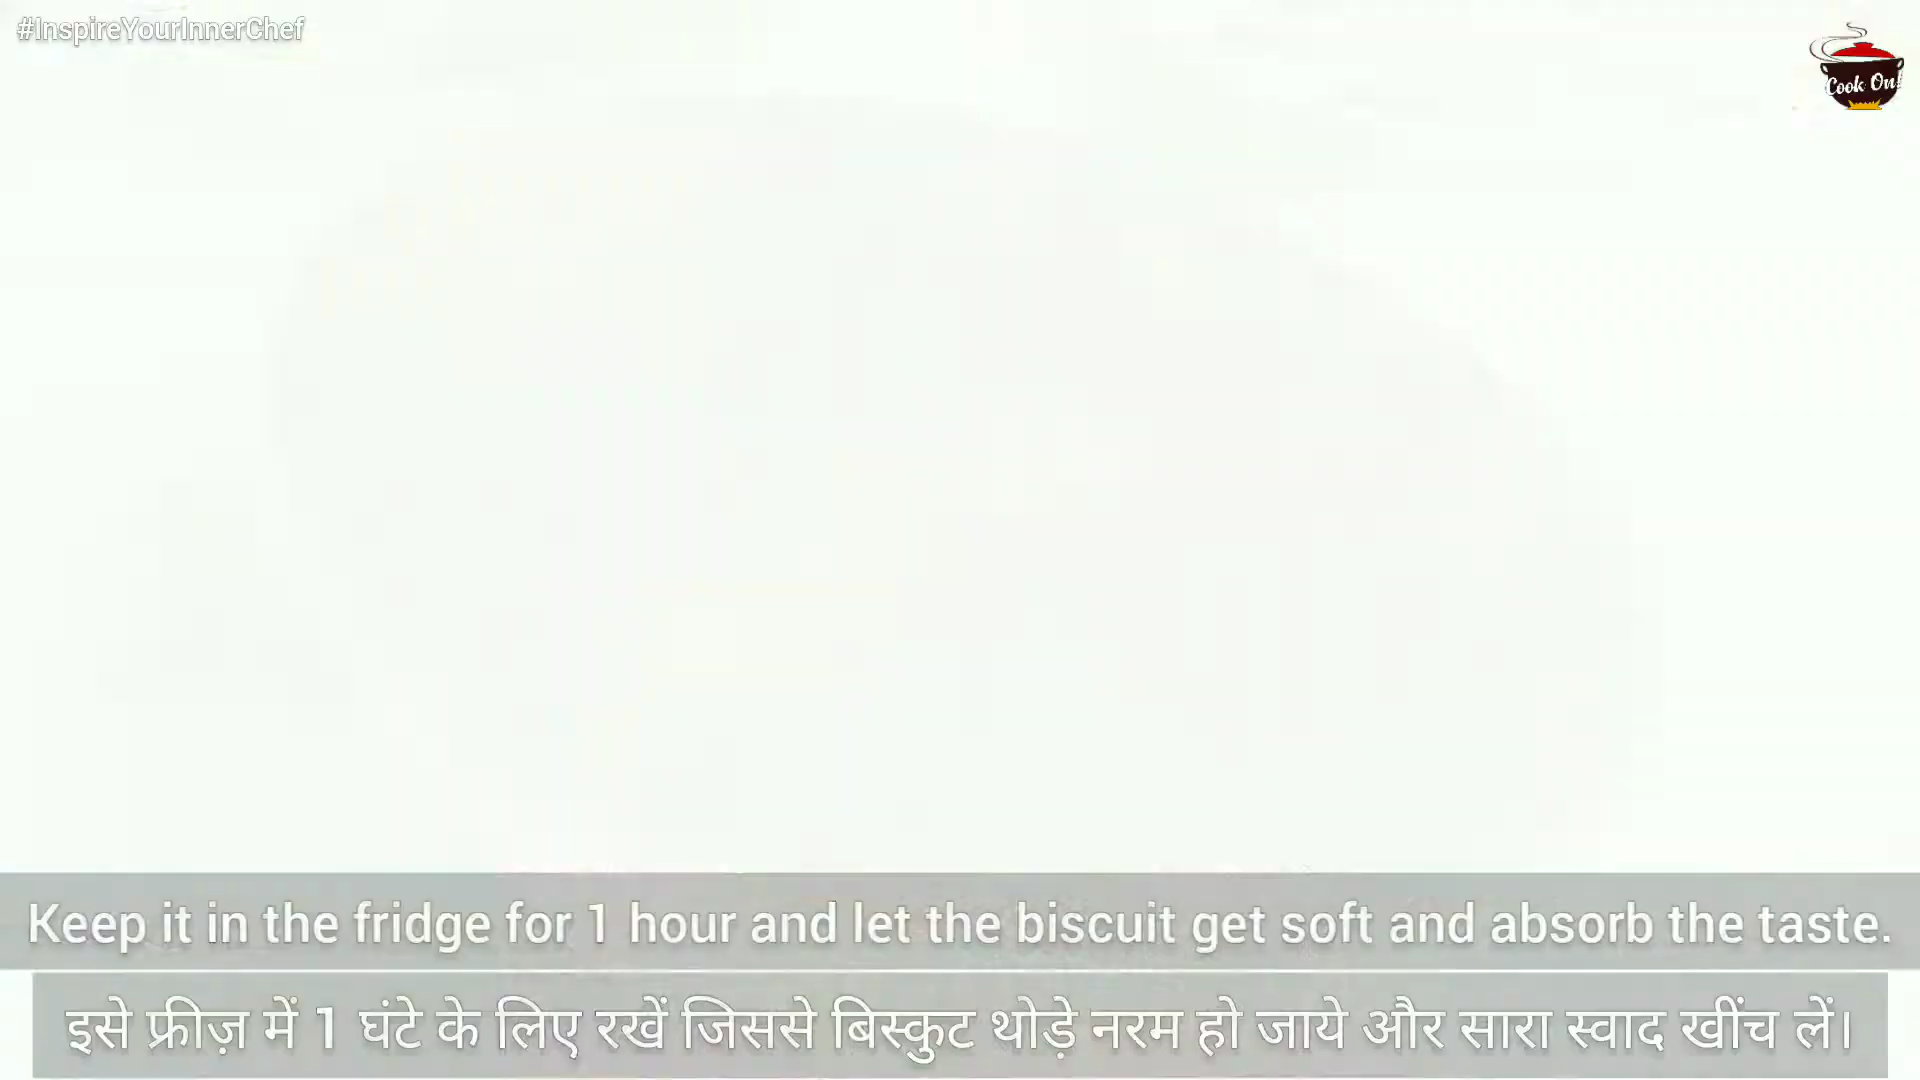 #InspireYourInnerChef
Cook On!
Keep it in the fridge for 1 hour and let the biscuit get soft and absorb the taste.
इसे फ्रीज़ में 1 घंटे के लिए रखें जिससे बिस्कुट थोड़े नरम हो जाये और सारा स्वाद खींच लें।